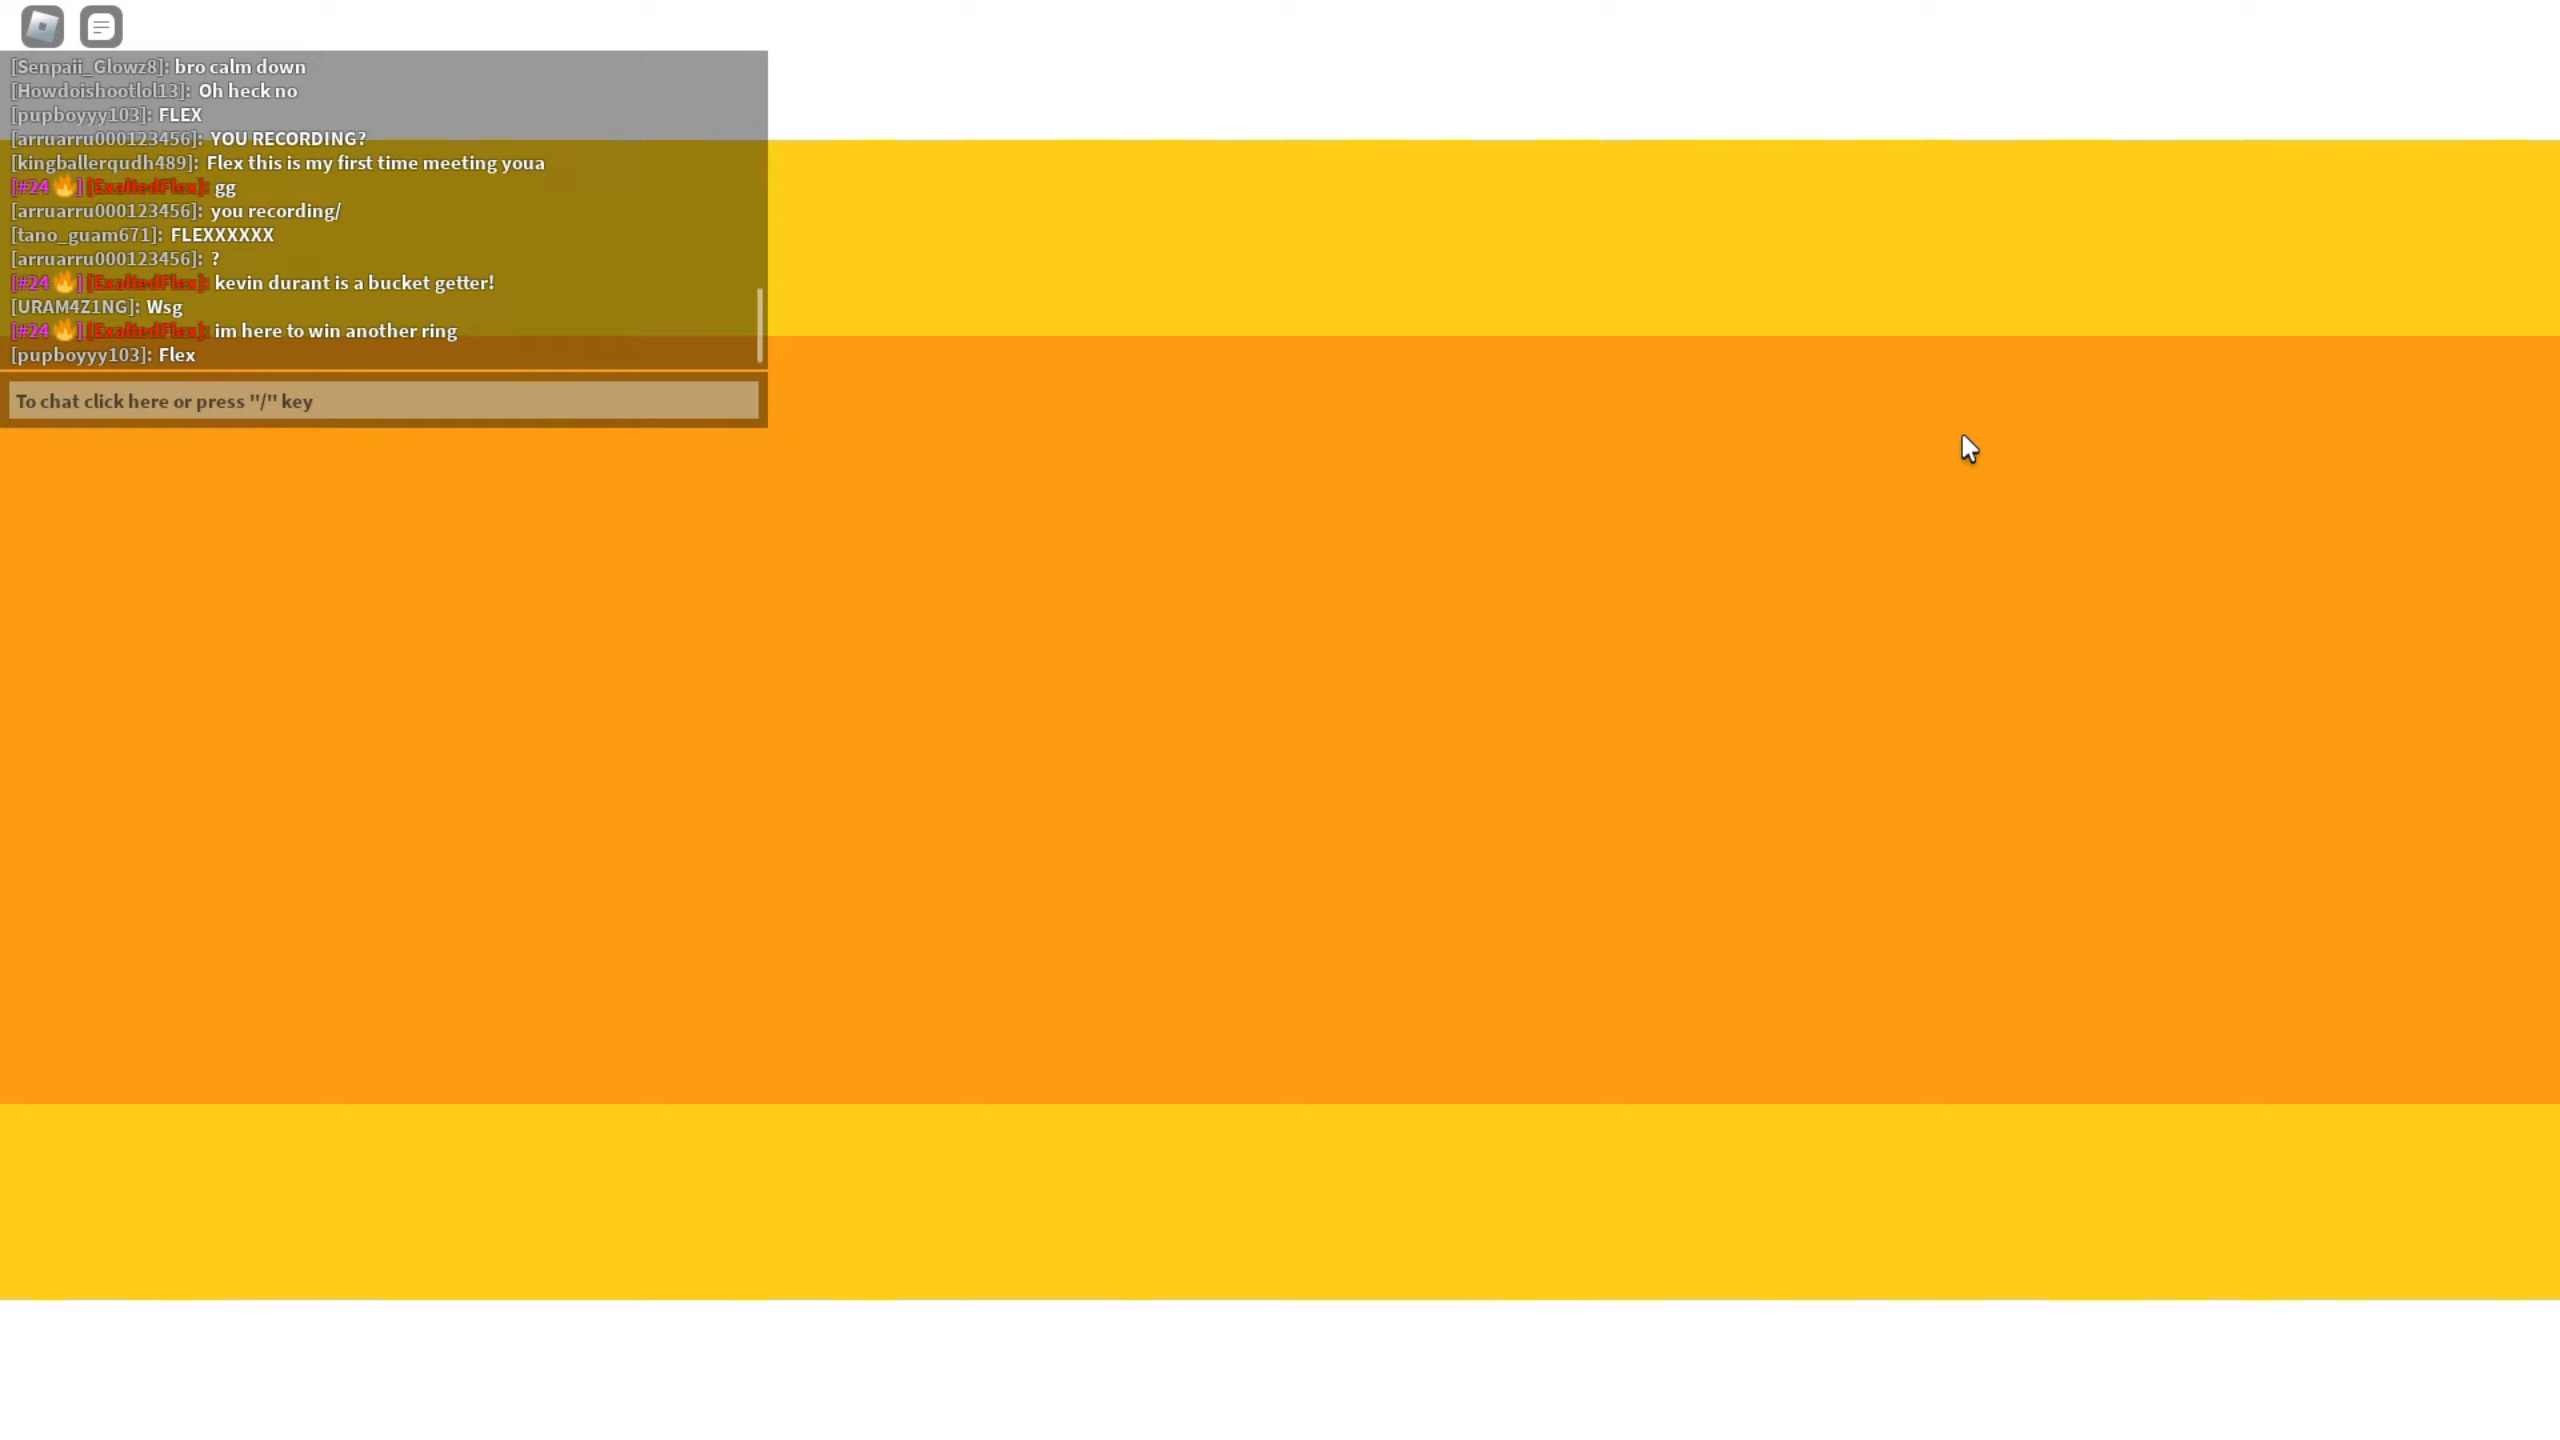 [Senpaii_Glowz8]: bro calm down
[Howdoishootlol13]: Oh heck no
[pupboyyy103]: FLEX
[arruarru000123456]: YOU RECORDING?
[kingballerqudh489]: Flex this is my first time meeting youa
[#24🔥] [ExaltedFlex]: gg
[arruarru000123456]: you recording/
[tano_guam671]: FLEXXXXXX
[arruarru000123456]: ?
[#24🔥] [ExaltedFlex]: kevin durant is a bucket getter!
[URAM4Z1NG]: Wsg
[#24🔥] [ExaltedFlex]: im here to win another ring
[pupboyyy103]: Flex
To chat click here or press "/" key